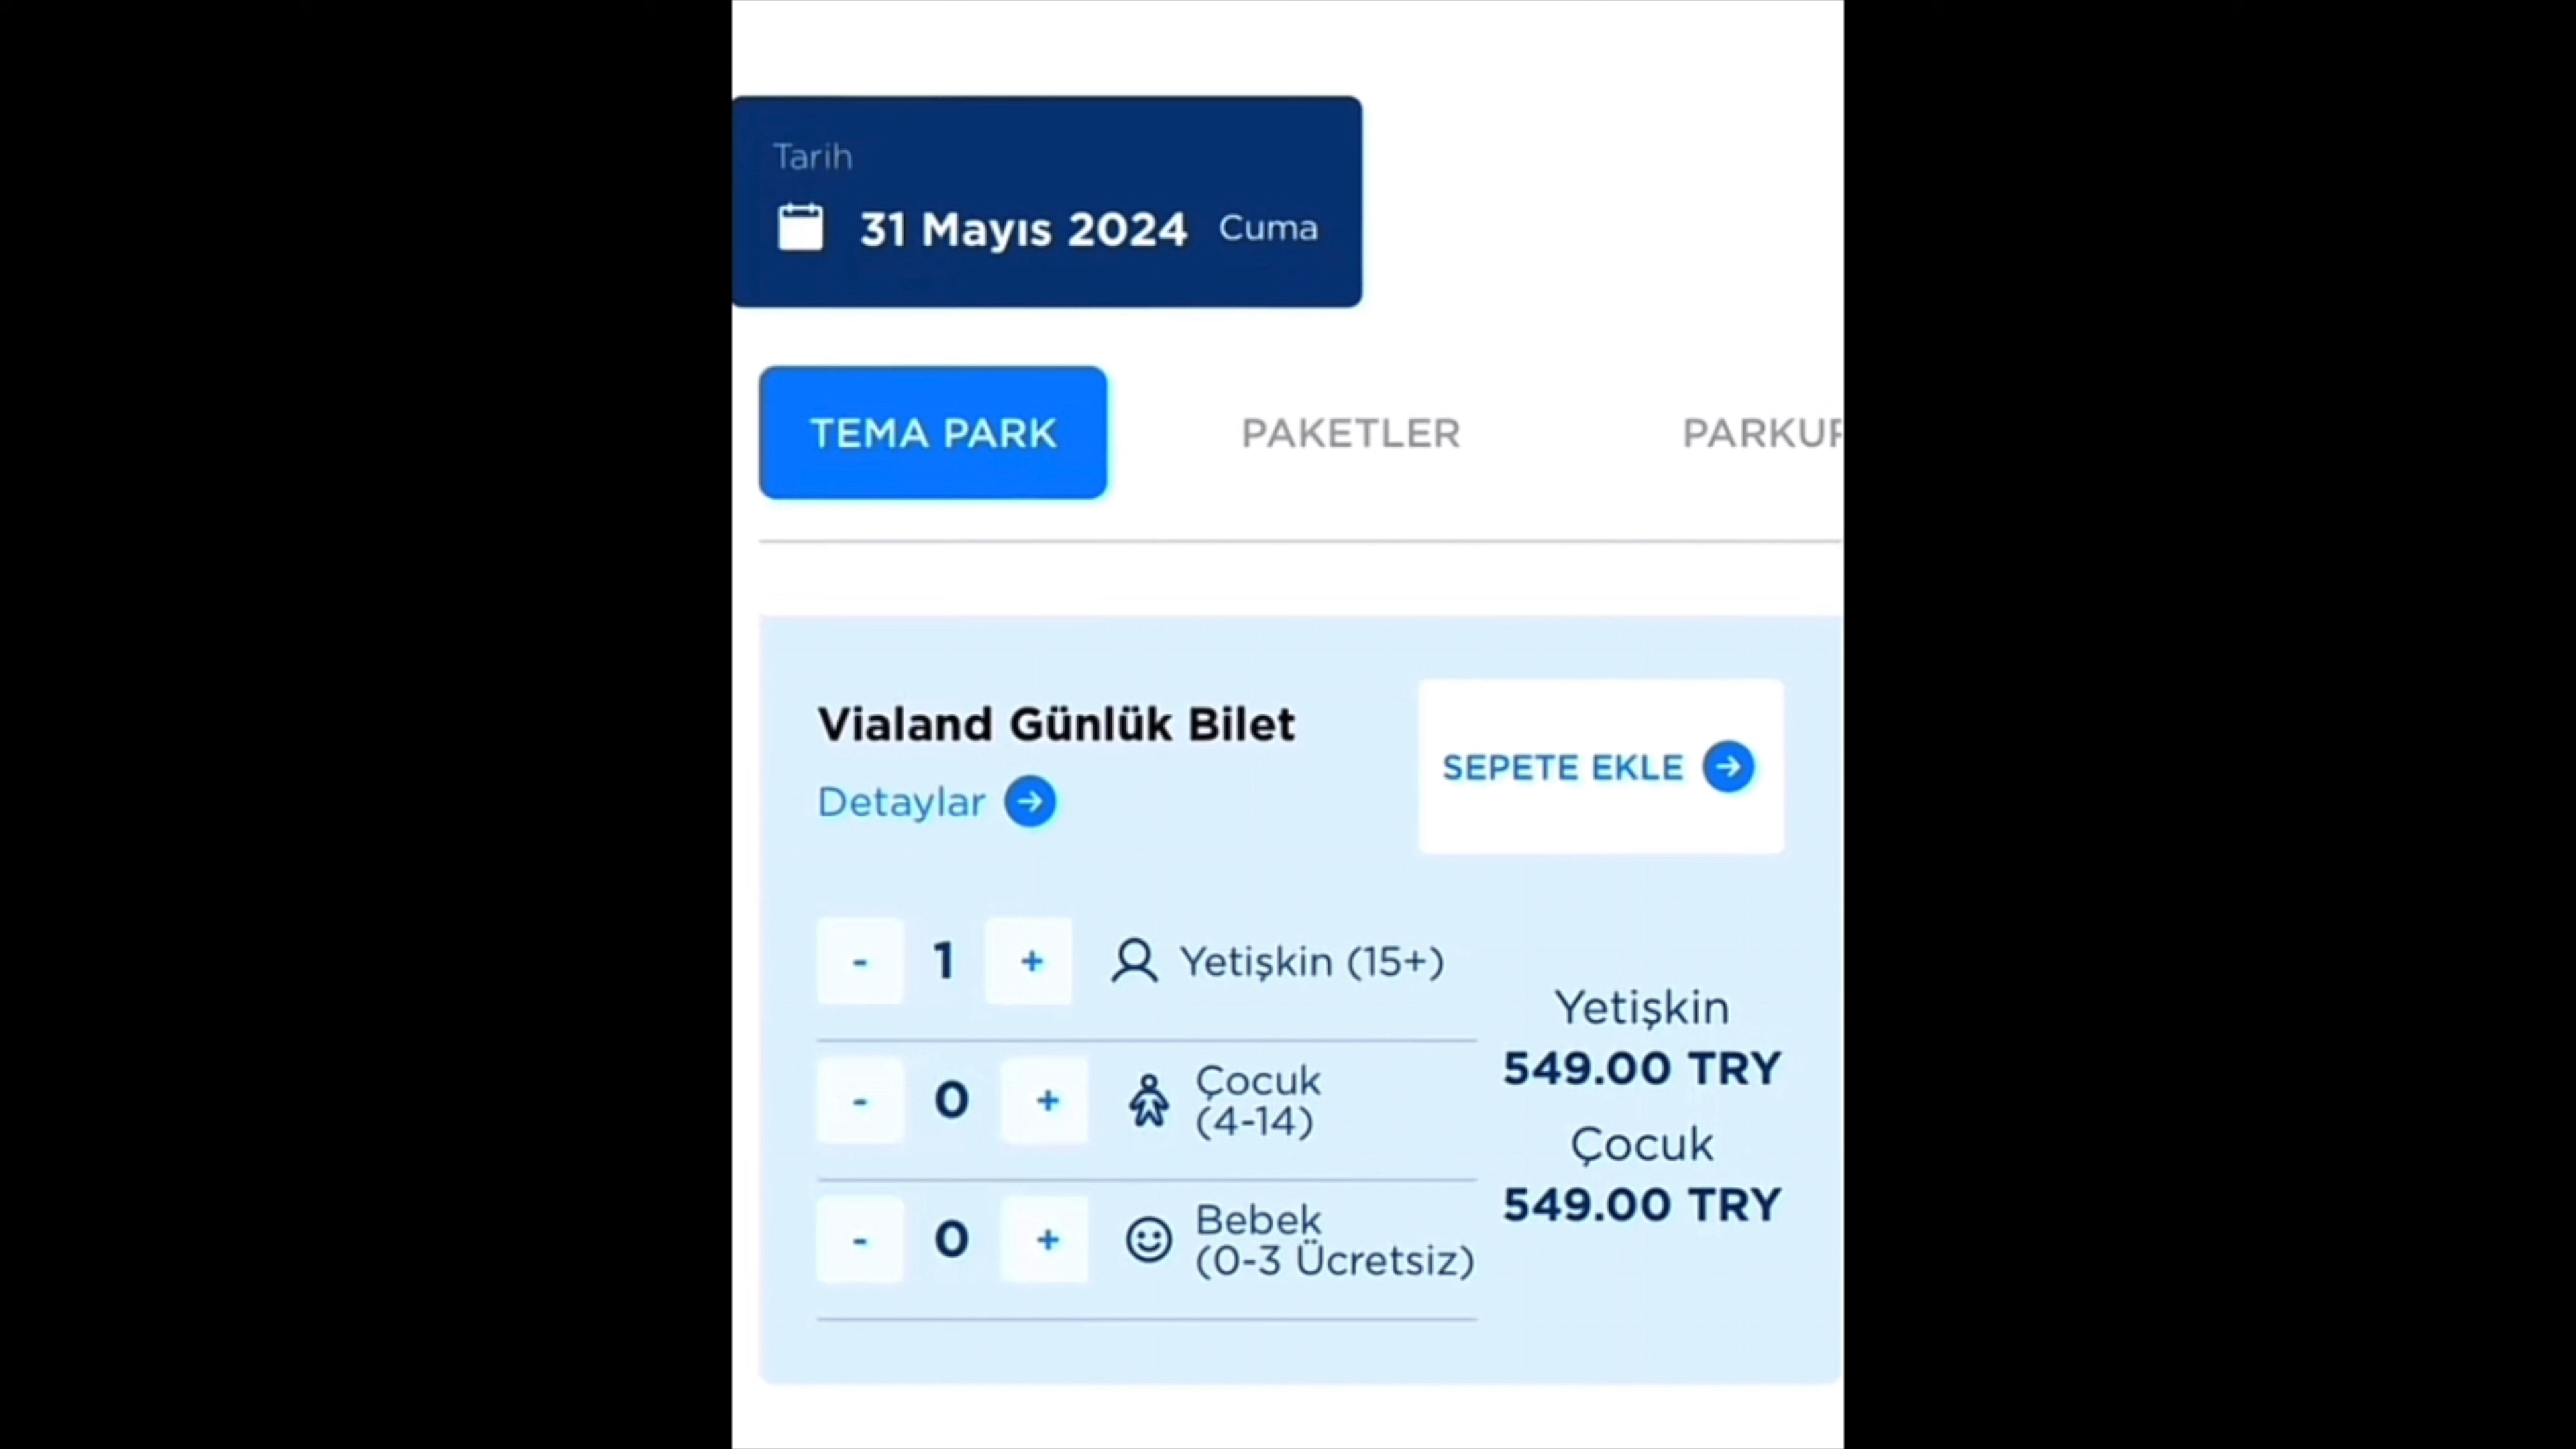 Tarih
31 Mayıs 2024 Cuma
TEMA PARK PAKETLER
Vialand Günlük Bilet
Detaylar
SEPETE EKLE
- 1 + Yetişkin (15+)
- 0 + Çocuk
(4-14)
- 0 + Bebek
(0-3 Ücretsiz)
Yetişkin
549.00 TRY
Çocuk
549.00 TRY